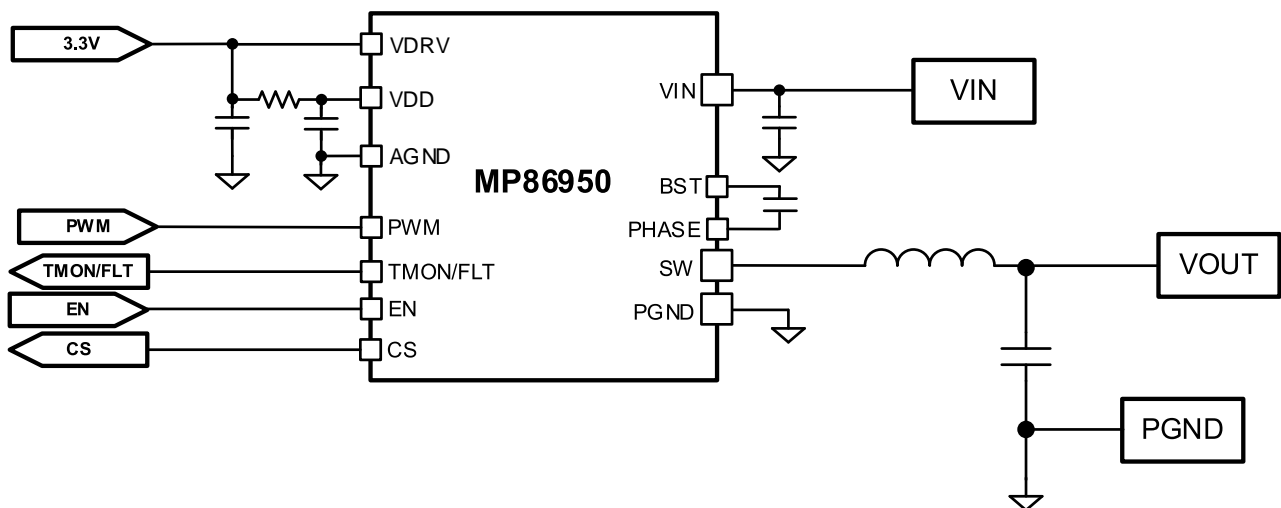 3.3V
VDRV
VDD
AGND
PWM
PWM
TMON/FLT
TMON/FLT
EN
EN
CS
CS
MP86950
VIN
VIN
BST
PHASE
SW
VOUT
PGND
PGND